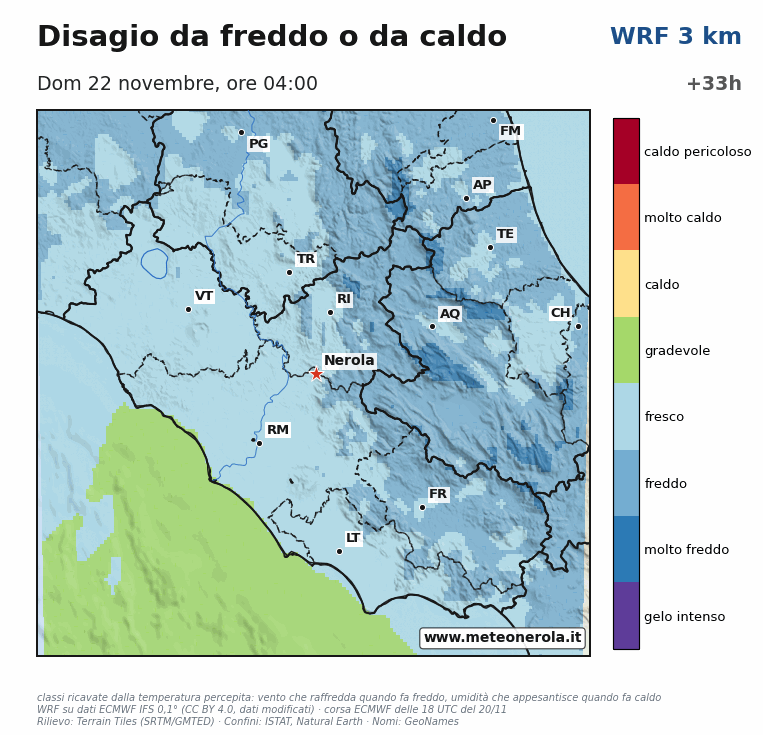 Disagio da freddo o da caldo
WRF 3 km
Dom 22 novembre, ore 04:00
+33h
FM
PG
AP
TE
TR
VT
RI
AQ
CH
Nerola
RM
FR
LT
www.meteonerola.it
caldo pericoloso
molto caldo
caldo
gradevole
fresco
freddo
molto freddo
gelo intenso
classi ricavate dalla temperatura percepita: vento che raffredda quando fa freddo, umidità che appesantisce quando fa caldo
WRF su dati ECMWF IFS 0,1° (CC BY 4.0, dati modificati) · corsa ECMWF delle 18 UTC del 20/11
Rilievo: Terrain Tiles (SRTM/GMTED) · Confini: ISTAT, Natural Earth · Nomi: GeoNames